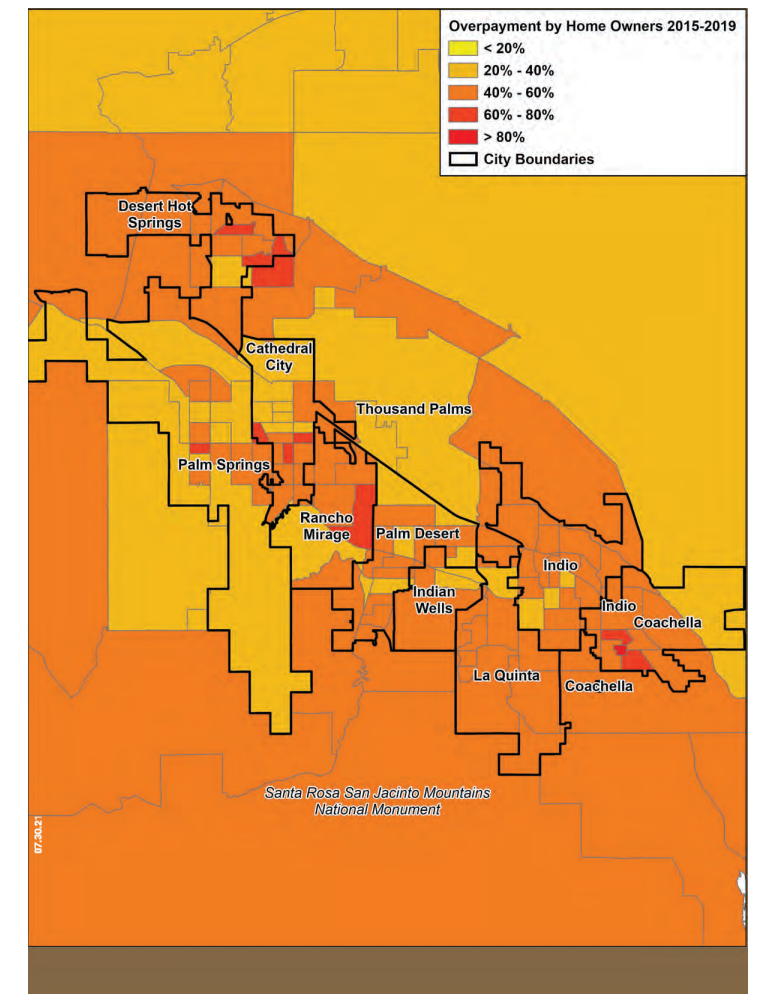 Overpayment by Home Owners 2015-2019
< 20%
20% - 40%
40% - 60%
60% - 80%
> 80%
City Boundaries
Desert Hot
Springs
Cathedral
City
Thousand Palms
Palm Springs
Rancho
Mirage
Palm Desert
Indio
Indian
Wells
Indio
Coachella
La Quinta
Coachella
Santa Rosa San Jacinto Mountains
National Monument
07.30.21